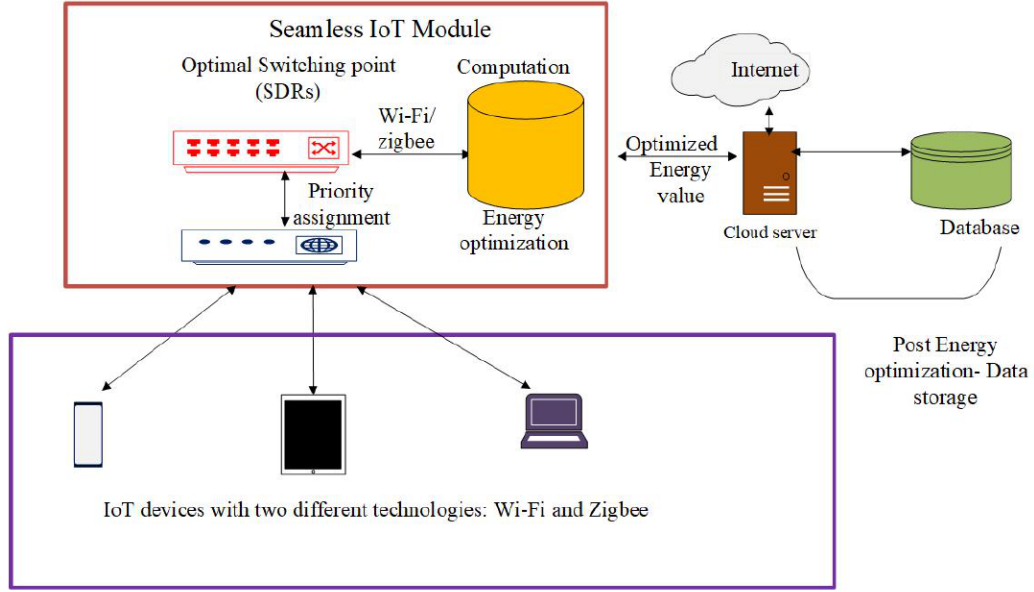 Seamless IoT Module
Optimal Switching point
(SDRs)
Computation
Wi-Fi/
zigbee
Priority
assignment
Energy
optimization
Internet
Optimized
Energy
value
Cloud server
Database
Post Energy
optimization- Data
storage
IoT devices with two different technologies: Wi-Fi and Zigbee